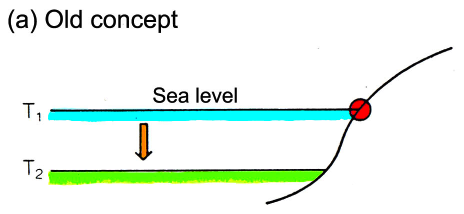 (a) Old concept
Sea level
T₁
T₂